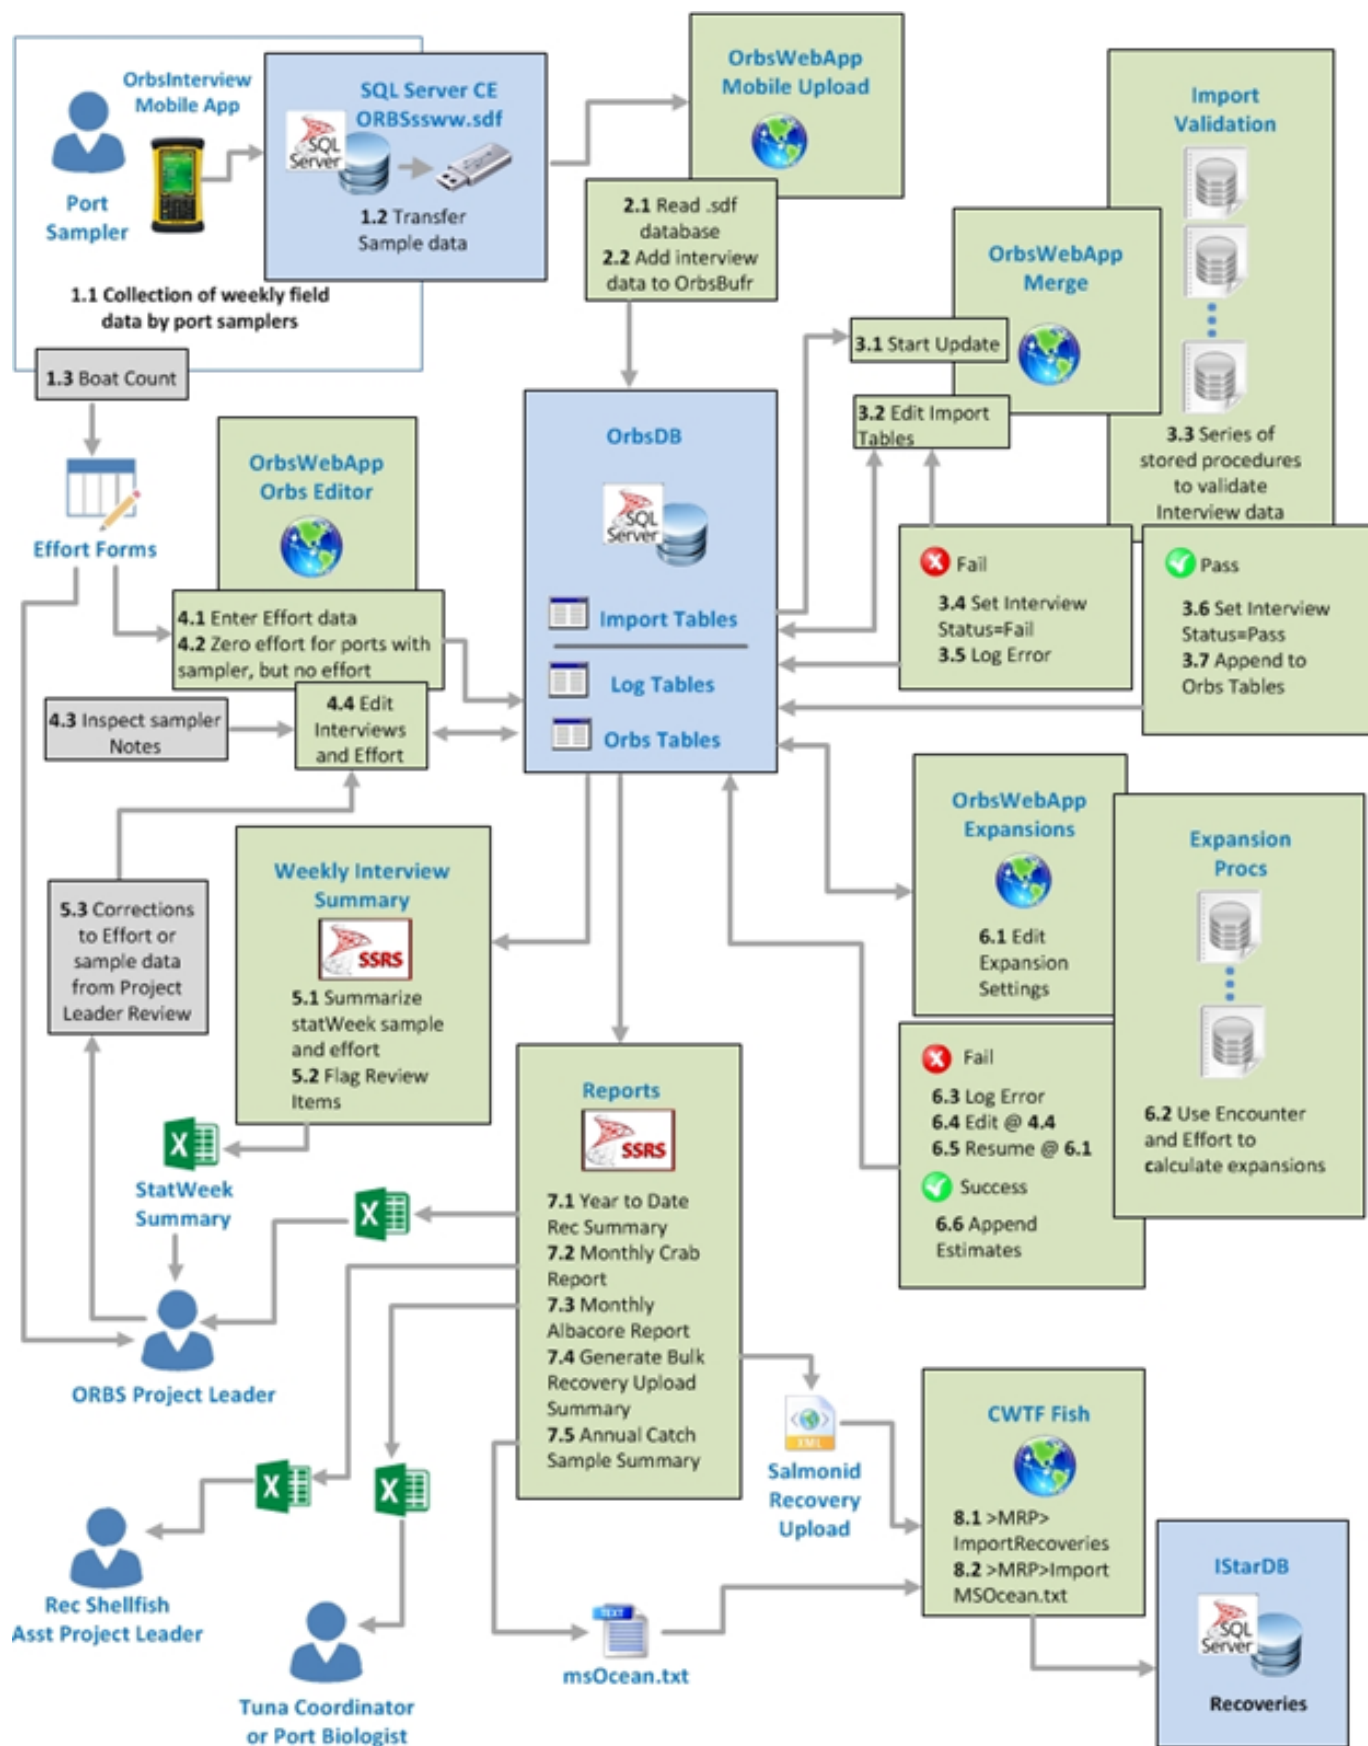 OrbsInterview
Mobile App
Port
Sampler
SQL Server CE
ORBSssww.sdf
SQL
Server
1.2 Transfer
Sample data
1.1 Collection of weekly field
data by port samplers
OrbsWebApp
Mobile Upload
2.1 Read .sdf
database
2.2 Add interview
data to OrbsBufr
Import
Validation
3.3 Series of
stored procedures
to validate
Interview data
OrbsWebApp
Merge
3.1 Start Update
3.2 Edit Import
Tables
1.3 Boat Count
Effort Forms
OrbsWebApp
Orbs Editor
4.1 Enter Effort data
4.2 Zero effort for ports with
sampler, but no effort
4.3 Inspect sampler
Notes
4.4 Edit
Interviews
and Effort
OrbsDB
SQL
Server
Import Tables
Log Tables
Orbs Tables
Fail
3.4 Set Interview
Status=Fail
3.5 Log Error
Pass
3.6 Set Interview
Status=Pass
3.7 Append to
Orbs Tables
OrbsWebApp
Expansions
6.1 Edit
Expansion
Settings
Expansion
Procs
6.2 Use Encounter
and Effort to
calculate expansions
Fail
6.3 Log Error
6.4 Edit @ 4.4
6.5 Resume @ 6.1
Success
6.6 Append
Estimates
Weekly Interview
Summary
SSRS
5.1 Summarize
statWeek sample
and effort
5.2 Flag Review
Items
5.3 Corrections
to Effort or
sample data
from Project
Leader Review
X
StatWeek
Summary
ORBS Project Leader
X
Reports
SSRS
7.1 Year to Date
Rec Summary
7.2 Monthly Crab
Report
7.3 Monthly
Albacore Report
7.4 Generate Bulk
Recovery Upload
Summary
7.5 Annual Catch
Sample Summary
X
Rec Shellfish
Asst Project Leader
X
Tuna Coordinator
or Port Biologist
XML
Salmonid
Recovery
Upload
TEXT
msOcean.txt
CWTF Fish
8.1 >MRP>
ImportRecoveries
8.2 >MRP>Import
MSOcean.txt
IStarDB
SQL
Server
Recoveries